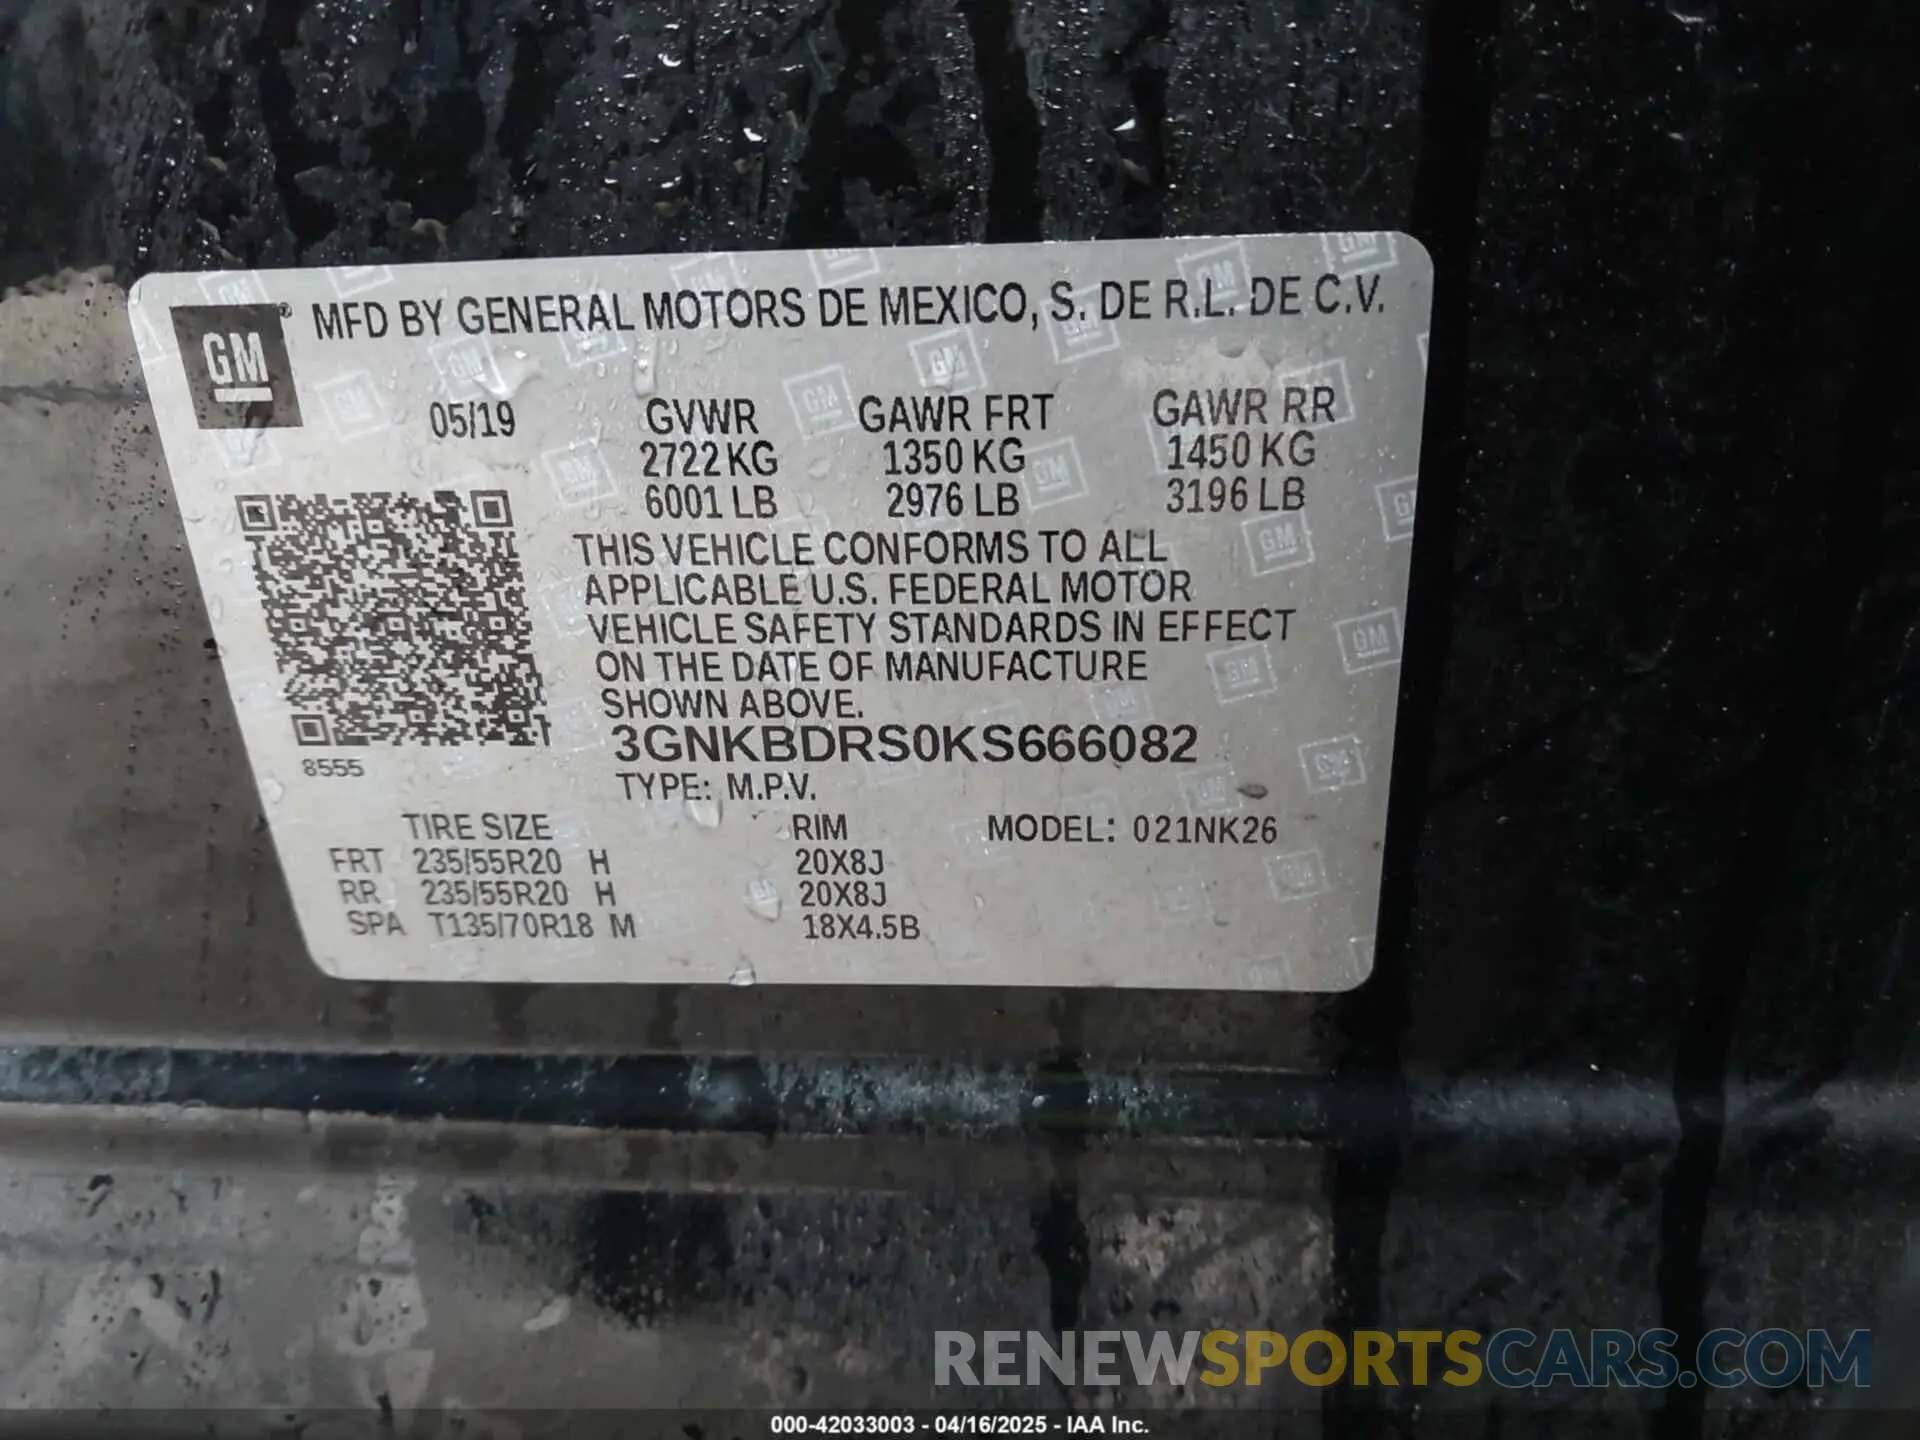 GM® MFD BY GENERAL MOTORS DE MEXICO, S. DE R.L. DE C.V.
05/19 GVWR GAWR FRT GAWR RR
2722 KG 1350 KG 1450 KG
6001 LB 2976 LB 3196 LB
THIS VEHICLE CONFORMS TO ALL
APPLICABLE U.S. FEDERAL MOTOR
VEHICLE SAFETY STANDARDS IN EFFECT
ON THE DATE OF MANUFACTURE
SHOWN ABOVE.
3GNKBDRS0KS666082
8555
TYPE: M.P.V.
TIRE SIZE RIM MODEL: 021NK26
FRT 235/55R20 H 20X8J
RR 235/55R20 H 20X8J
SPA T135/70R18 M 18X4.5B
RENEWSPORTSCARS.COM
000-42033003 - 04/16/2025 - IAA Inc.